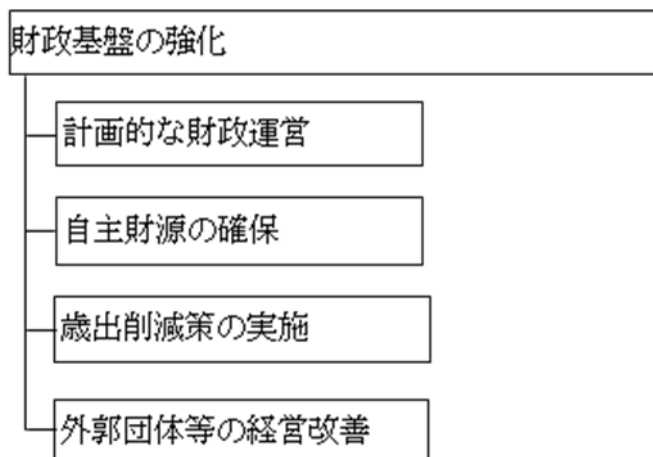 財政基盤の強化
計画的な財政運営
自主財源の確保
歳出削減策の実施
外郭団体等の経営改善